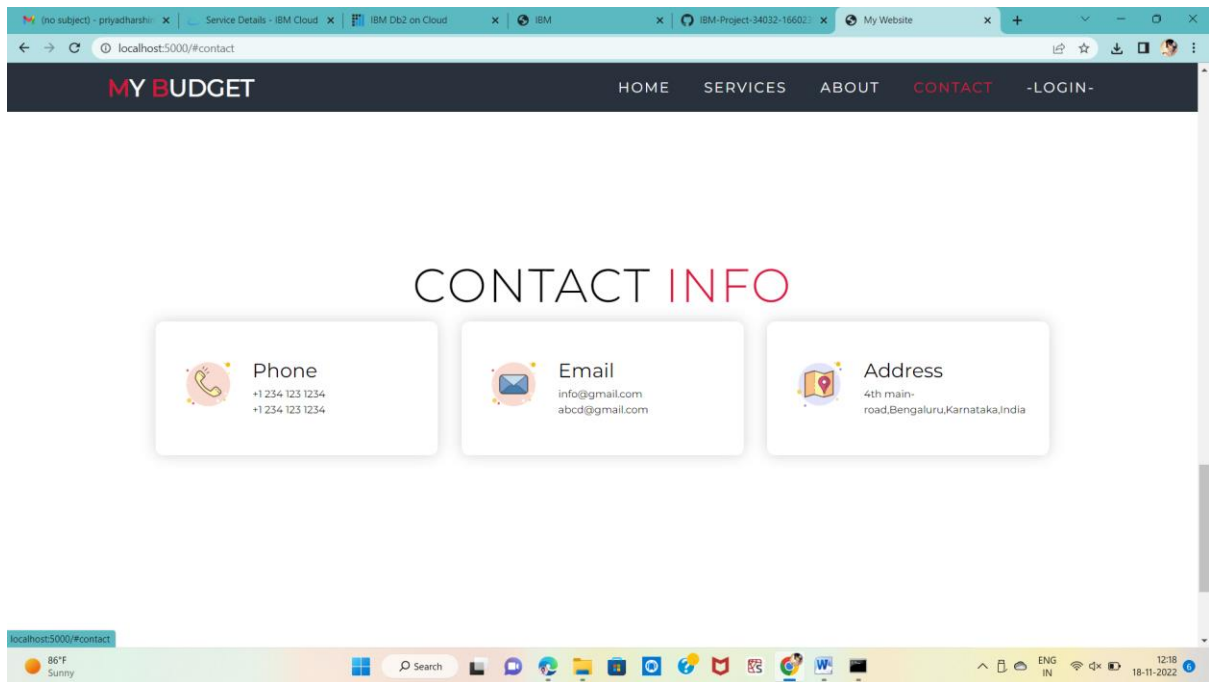 (no subject) - priyadharshin
Service Details - IBM Cloud
IBM Db2 on Cloud
IBM
IBM-Project-34032-166023
My Website
localhost:5000/#contact
MY BUDGET
HOME
SERVICES
ABOUT
CONTACT
-LOGIN-
CONTACT INFO
Phone
+1 234 123 1234
+1 234 123 1234
Email
info@gmail.com
abcd@gmail.com
Address
4th main-
road,Bengaluru,Karnataka,India
localhost:5000/#contact
86°F
Sunny
Search
ENG
IN
12:18
18-11-2022
6